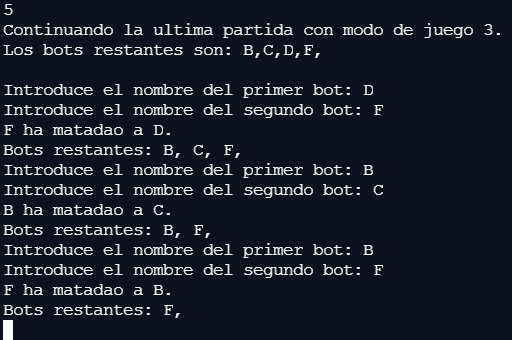 5
Continuando la ultima partida con modo de juego 3.
Los bots restantes son: B,C,D,F,
Introduce el nombre del primer bot: D
Introduce el nombre del segundo bot: F
F ha matadao a D.
Bots restantes: B, C, F,
Introduce el nombre del primer bot: B
Introduce el nombre del segundo bot: C
B ha matadao a C.
Bots restantes: B, F,
Introduce el nombre del primer bot: B
Introduce el nombre del segundo bot: F
F ha matadao a B.
Bots restantes: F,